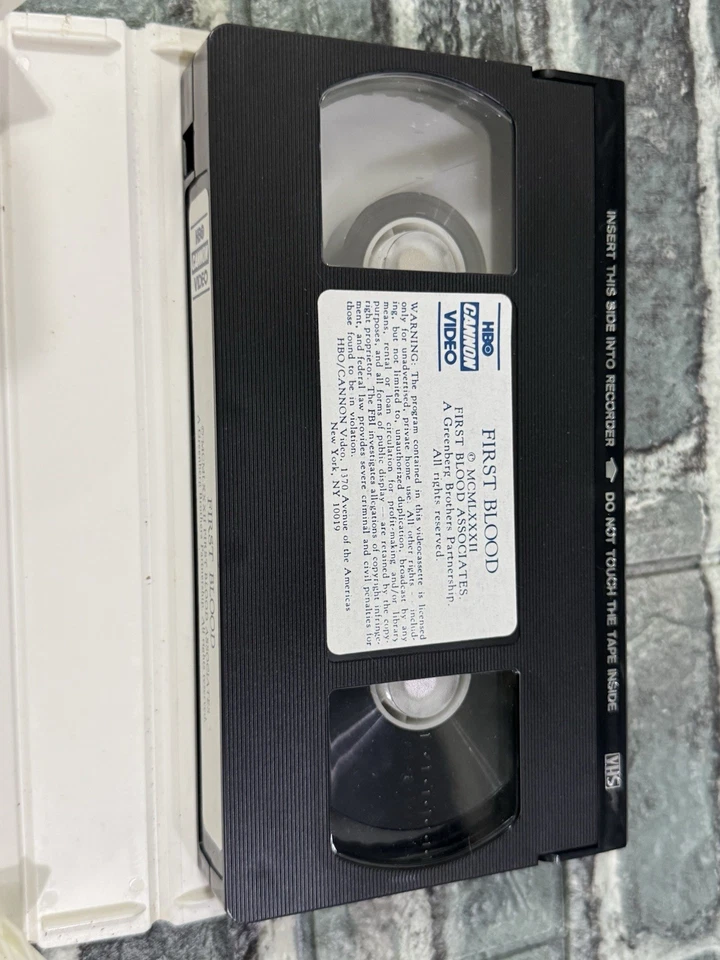 INSERT THIS SIDE INTO RECORDER DO NOT TOUCH THE TAPE INSIDE
VHS
HBO
CANNON
VIDEO
FIRST BLOOD
© MCMLXXXII
FIRST BLOOD ASSOCIATES
A Greenberg Brothers Partnership.
All rights reserved.
WARNING: The program contained in this videocassette is licensed
only for unadvertised, private home use. All other rights — includ-
ing, but not limited to, unauthorized duplication, broadcast by any
means, rental or loan circulation for profit-making and/or library
purposes, and all forms of public display — are retained by the copy-
right proprietor. The FBI investigates allegations of copyright infringe-
ment, and federal law provides severe criminal and civil penalties for
those found to be in violation.
HBO/CANNON Video, 1370 Avenue of the Americas
New York, NY 10019
HBO
CANNON
VIDEO
FIRST BLOOD